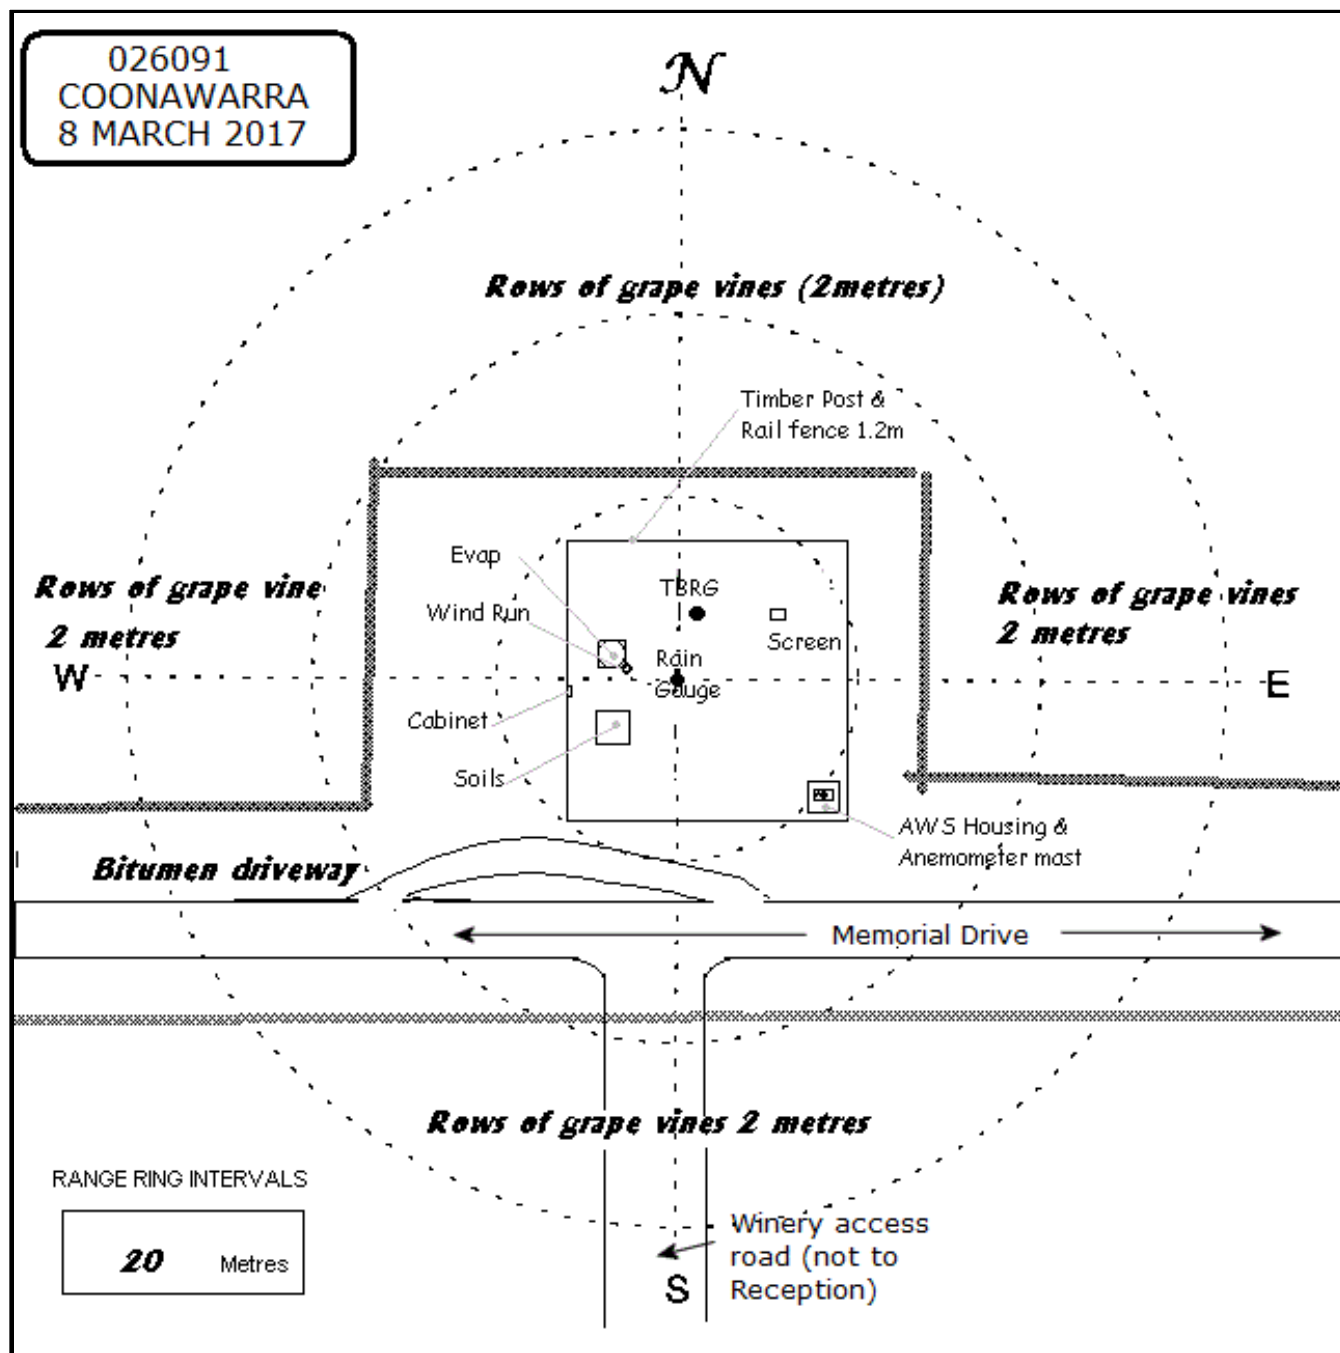 026091
COONAWARRA
8 MARCH 2017
N
Rows of grape vines (2metres)
Timber Post &
Rail fence 1.2m
Evap
TBRG
Rows of grape vine
2 metres
Wind Run
Screen
Rows of grape vines
2 metres
Rain
Gauge
W
E
Cabinet
Soils
AWS Housing &
Anemometer mast
Bitumen driveway
Memorial Drive
Rows of grape vines 2 metres
RANGE RING INTERVALS
20 Metres
Winery access
road (not to
Reception)
S